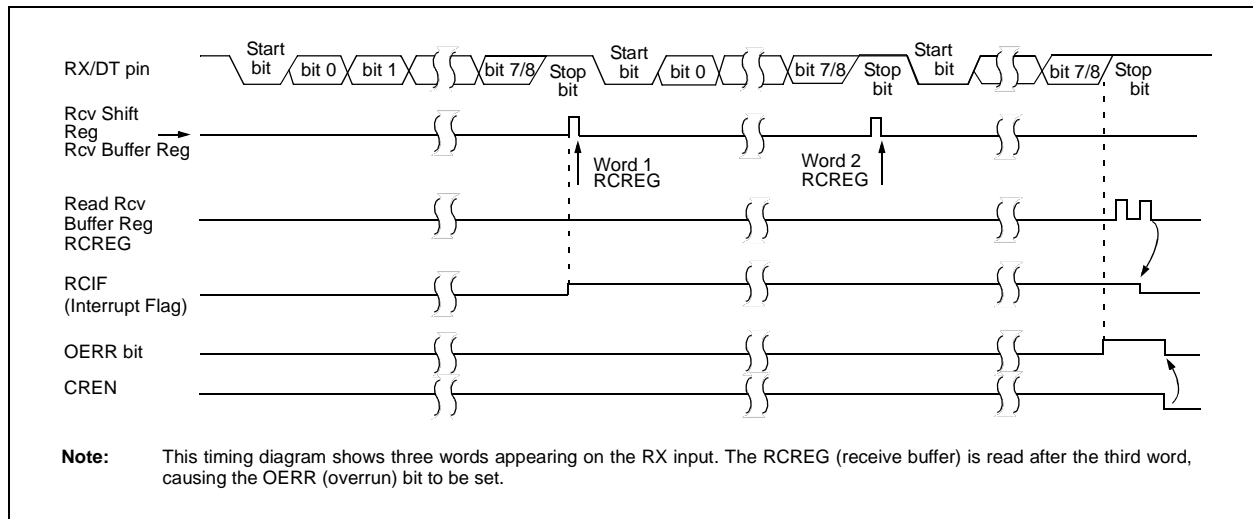 RX/DT pin
Start
bit
bit 0
bit 1
bit 7/8
Stop
bit
Start
bit
bit 0
bit 7/8
Stop
bit
Start
bit
bit 7/8
Stop
bit
Rcv Shift
Reg
Rcv Buffer Reg
Word 1
RCREG
Word 2
RCREG
Read Rcv
Buffer Reg
RCREG
RCIF
(Interrupt Flag)
OERR bit
CREN
Note: This timing diagram shows three words appearing on the RX input. The RCREG (receive buffer) is read after the third word,
causing the OERR (overrun) bit to be set.